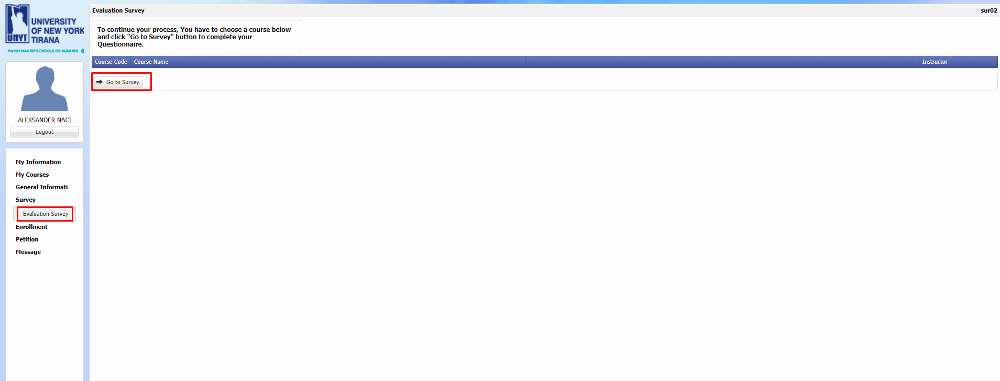 UNIVERSITY
OF NEW YORK
TIRANA
UNYT
Part of MAARIF SCHOOLS OF ALBANIA
ALEKSANDER NACI
Logout
My Information
My Courses
General Informati...
Survey
Evaluation Survey
Enrollment
Petition
Message
Evaluation Survey
sur02
To continue your process, You have to choose a course below
and click "Go to Survey" button to complete your
Questionnaire.
Course Code Course Name Instructor
Go to Survey